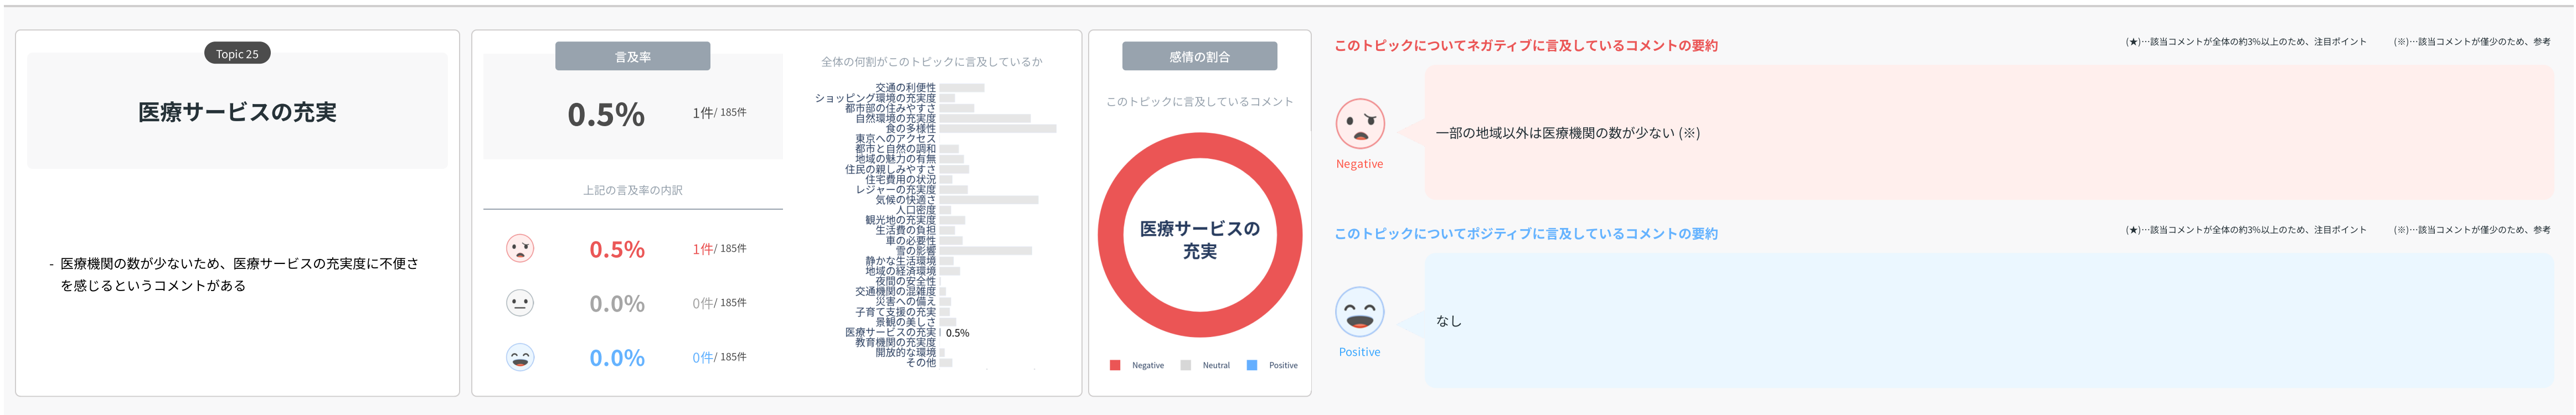 Topic 25
医療サービスの充実
- 医療機関の数が少ないため、医療サービスの充実度に不便さ
を感じるというコメントがある
言及率
0.5% 1件/ 185件
上記の言及率の内訳
0.5% 1件/ 185件
0.0% 0件/ 185件
0.0% 0件/ 185件
全体の何割がこのトピックに言及しているか
交通の利便性
ショッピング環境の充実度
都市部の住みやすさ
自然環境の充実度
食の多様性
東京へのアクセス
都市と自然の調和
地域の魅力の有無
住民の親しみやすさ
住宅費用の状況
レジャーの充実度
気候の快適さ
人口密度
観光地の充実度
生活費の負担
車の必要性
雪の影響
静かな生活環境
地域の経済環境
夜間の安全性
交通機関の混雑度
災害への備え
子育て支援の充実
景観の美しさ
医療サービスの充実 0.5%
教育機関の充実度
開放的な環境
その他
感情の割合
このトピックに言及しているコメント
医療サービスの
充実
Negative Neutral Positive
このトピックについてネガティブに言及しているコメントの要約
(★)…該当コメントが全体の約3%以上のため、注目ポイント (※)…該当コメントが僅少のため、参考
Negative
一部の地域以外は医療機関の数が少ない (※)
このトピックについてポジティブに言及しているコメントの要約
(★)…該当コメントが全体の約3%以上のため、注目ポイント (※)…該当コメントが僅少のため、参考
Positive
なし